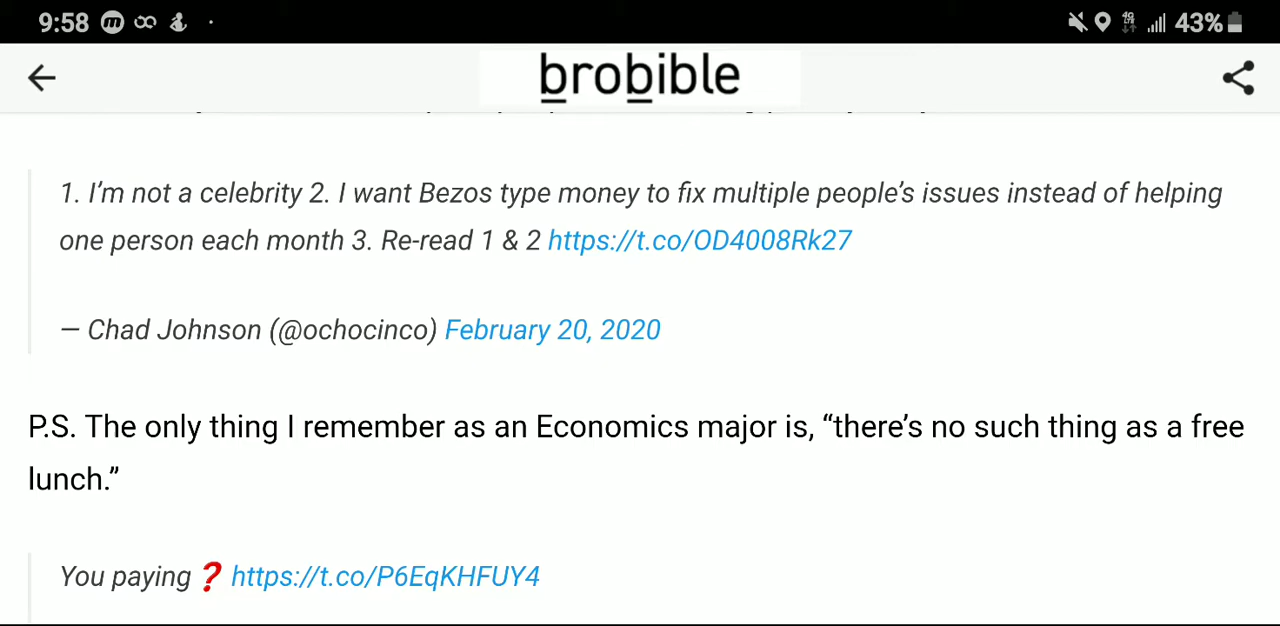 9:58 43%
brobible
1. I’m not a celebrity 2. I want Bezos type money to fix multiple people’s issues instead of helping
one person each month 3. Re-read 1 & 2 https://t.co/OD4008Rk27
— Chad Johnson (@ochocinco) February 20, 2020
P.S. The only thing I remember as an Economics major is, “there’s no such thing as a free
lunch.”
You paying❓ https://t.co/P6EqKHFUY4